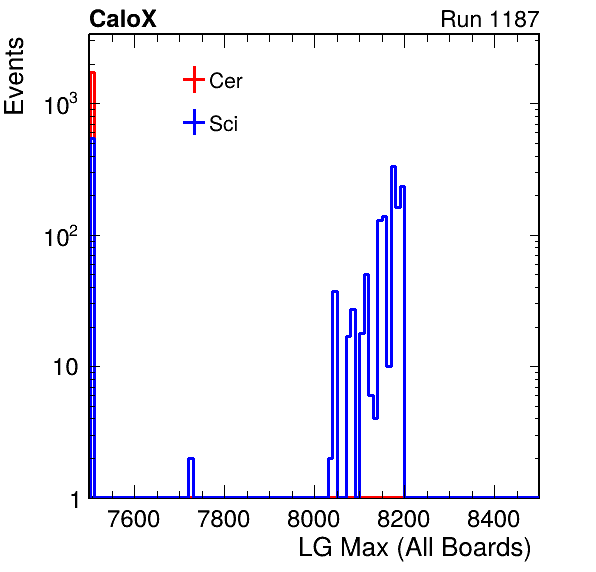 CaloX Run 1187
Events
Cer
Sci
10³
10²
10
1
7600 7800 8000 8200 8400
LG Max (All Boards)